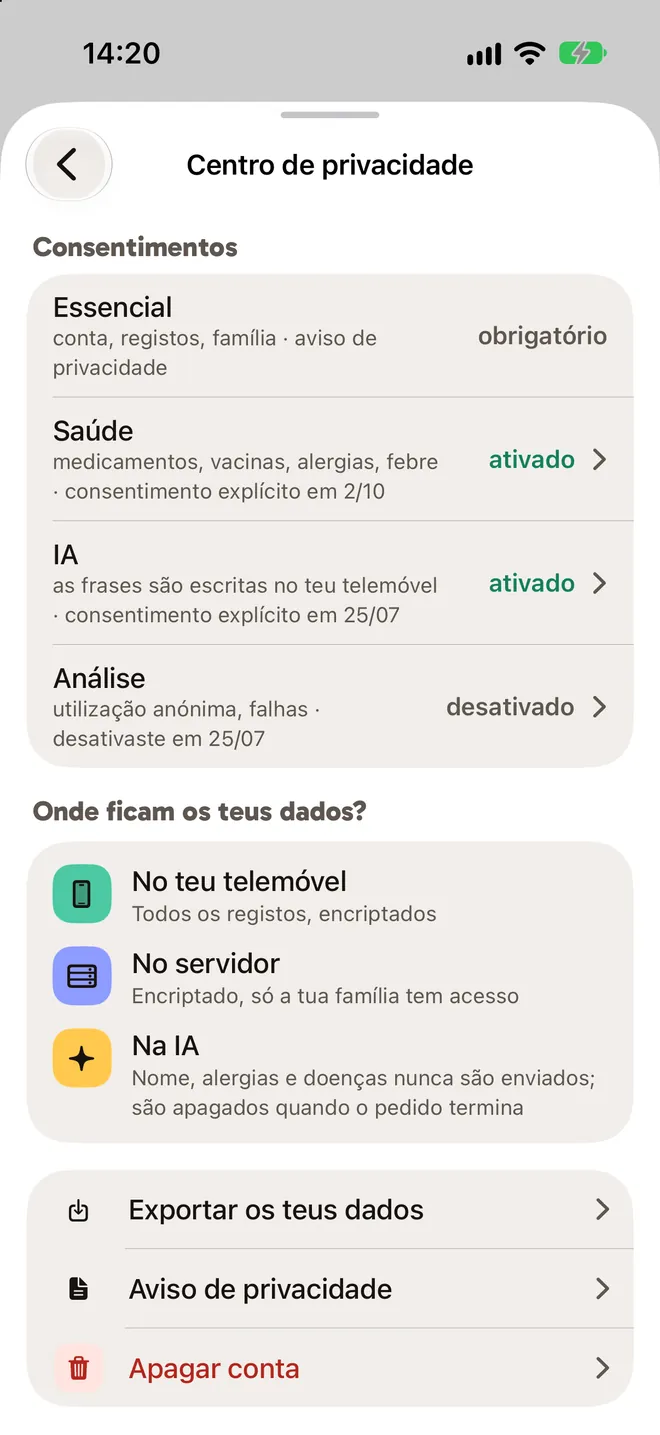 14:20
Centro de privacidade
Consentimentos
Essencial
conta, registos, família · aviso de
privacidade
obrigatório
Saúde
medicamentos, vacinas, alergias, febre
· consentimento explícito em 2/10
ativado
IA
as frases são escritas no teu telemóvel
· consentimento explícito em 25/07
ativado
Análise
utilização anónima, falhas ·
desativaste em 25/07
desativado
Onde ficam os teus dados?
No teu telemóvel
Todos os registos, encriptados
No servidor
Encriptado, só a tua família tem acesso
Na IA
Nome, alergias e doenças nunca são enviados;
são apagados quando o pedido termina
Exportar os teus dados
Aviso de privacidade
Apagar conta